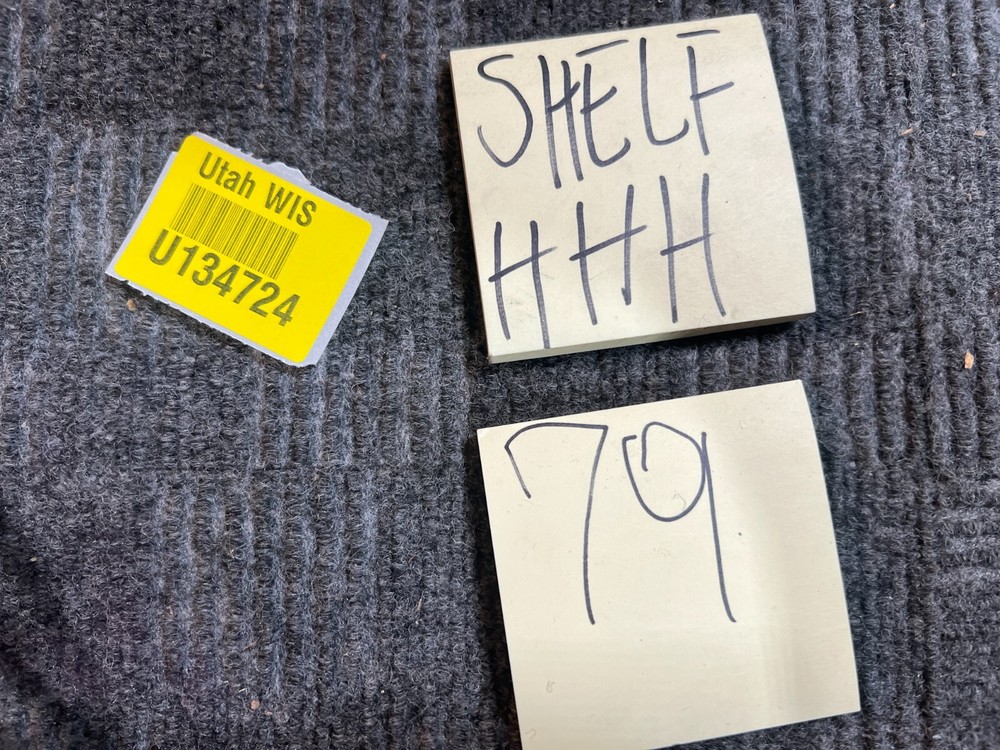 Utah WIS
U134724
SHELF
HHH
79